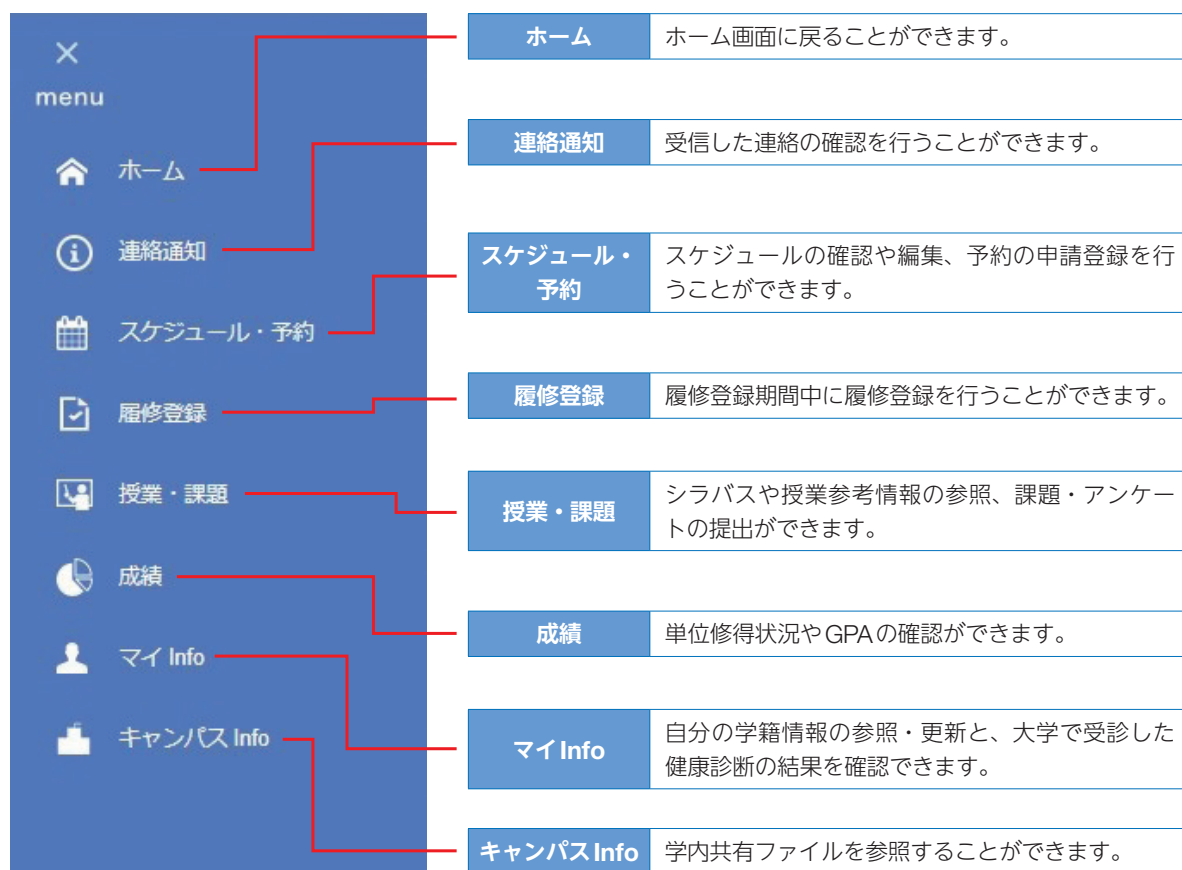 ×
menu
ホーム
連絡通知
スケジュール・予約
履修登録
授業・課題
成績
マイ Info
キャンパス Info
ホーム
ホーム画面に戻ることができます。
連絡通知
受信した連絡の確認を行うことができます。
スケジュール・
予約
スケジュールの確認や編集、予約の申請登録を行
うことができます。
履修登録
履修登録期間中に履修登録を行うことができます。
授業・課題
シラバスや授業参考情報の参照、課題・アンケー
トの提出ができます。
成績
単位修得状況やGPAの確認ができます。
マイInfo
自分の学籍情報の参照・更新と、大学で受診した
健康診断の結果を確認できます。
キャンパスInfo
学内共有ファイルを参照することができます。